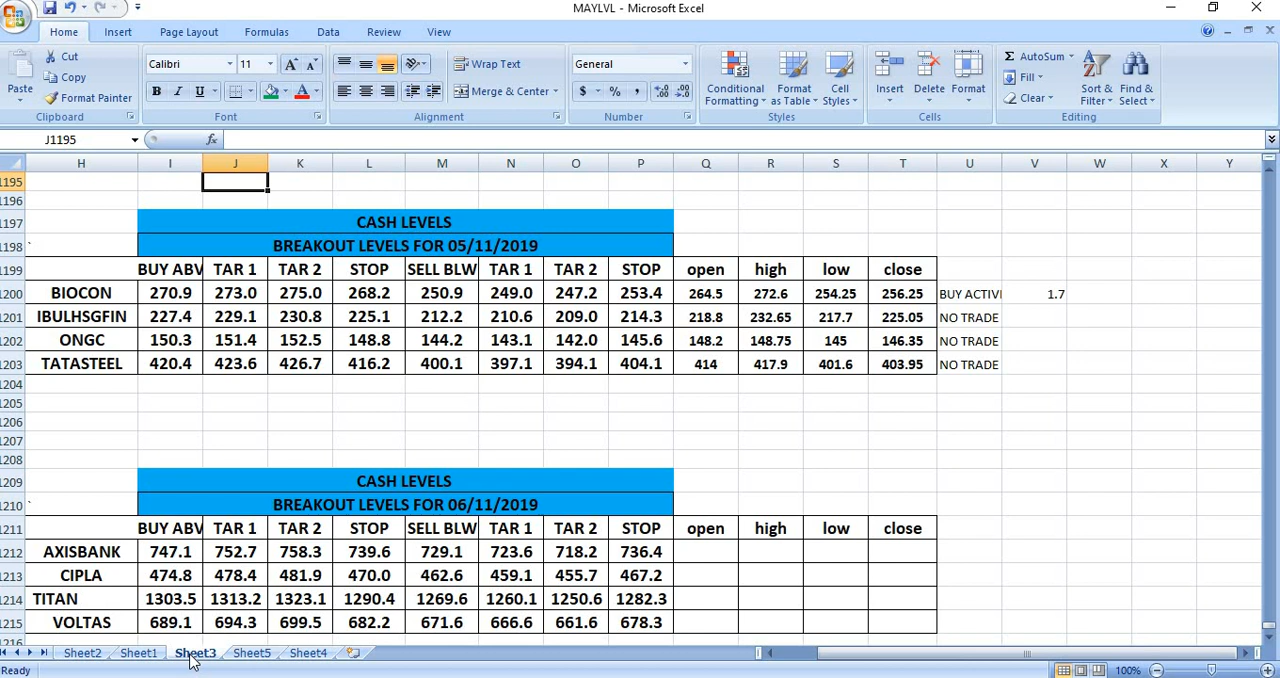 MAYLVL - Microsoft Excel
Home Insert Page Layout Formulas Data Review View
Cut Calibri 11 A A Wrap Text General AutoSum
Copy Fill
Paste Format Painter B I U A Merge & Center $ % , Conditional Formatting Format as Table Cell Styles Insert Delete Format Clear Sort & Filter Find & Select
Clipboard Font Alignment Number Styles Cells Editing
J1195 fx
H I J K L M N O P Q R S T U V W X Y
1195
1196
1197 CASH LEVELS
1198 ` BREAKOUT LEVELS FOR 05/11/2019
1199 BUY ABV TAR 1 TAR 2 STOP SELL BLW TAR 1 TAR 2 STOP open high low close
1200 BIOCON 270.9 273.0 275.0 268.2 250.9 249.0 247.2 253.4 264.5 272.6 254.25 256.25 BUY ACTIV 1.7
1201 IBULHSGFIN 227.4 229.1 230.8 225.1 212.2 210.6 209.0 214.3 218.8 232.65 217.7 225.05 NO TRADE
1202 ONGC 150.3 151.4 152.5 148.8 144.2 143.1 142.0 145.6 148.2 148.75 145 146.35 NO TRADE
1203 TATASTEEL 420.4 423.6 426.7 416.2 400.1 397.1 394.1 404.1 414 417.9 401.6 403.95 NO TRADE
1204
1205
1206
1207
1208
1209 CASH LEVELS
1210 ` BREAKOUT LEVELS FOR 06/11/2019
1211 BUY ABV TAR 1 TAR 2 STOP SELL BLW TAR 1 TAR 2 STOP open high low close
1212 AXISBANK 747.1 752.7 758.3 739.6 729.1 723.6 718.2 736.4
1213 CIPLA 474.8 478.4 481.9 470.0 462.6 459.1 455.7 467.2
1214 TITAN 1303.5 1313.2 1323.1 1290.4 1269.6 1260.1 1250.6 1282.3
1215 VOLTAS 689.1 694.3 699.5 682.2 671.6 666.6 661.6 678.3
1216
Sheet2 Sheet1 Sheet3 Sheet5 Sheet4
Ready 100%